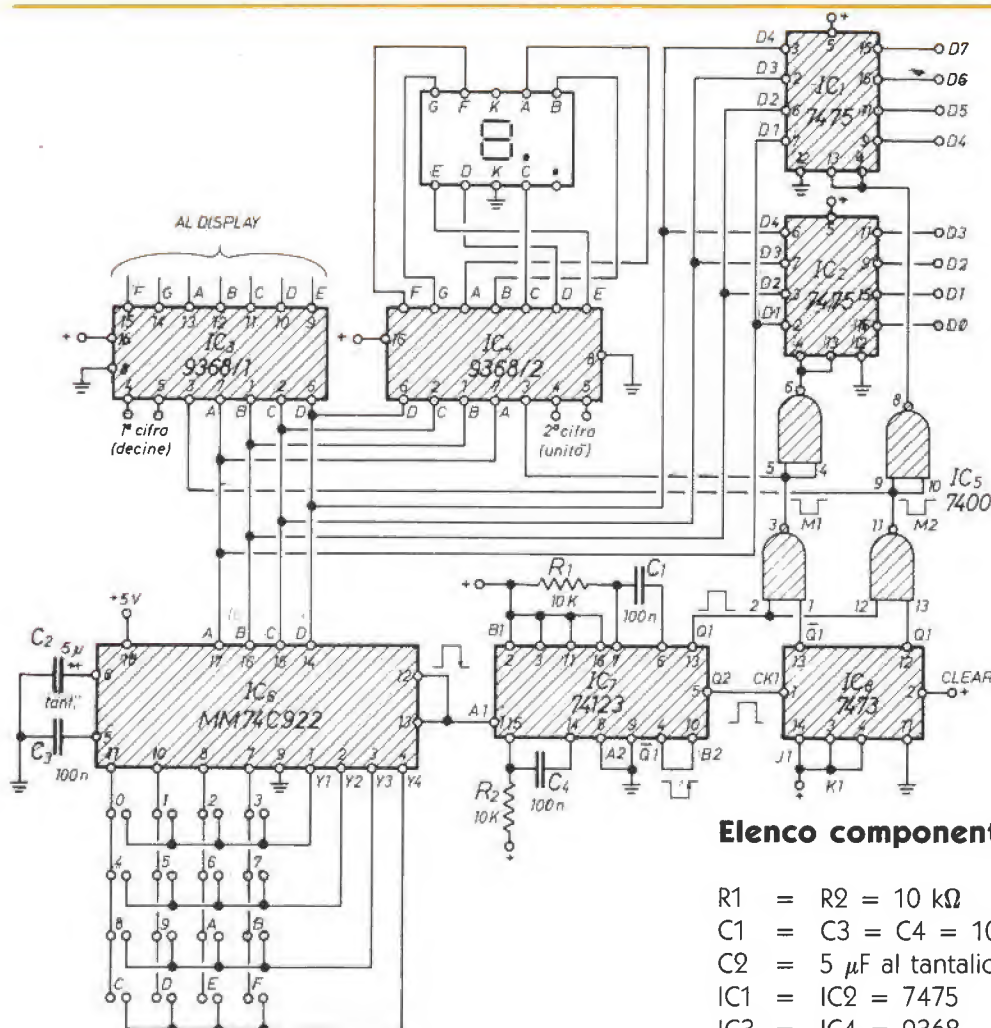 D4 3 5 15 D7
D3 2 IC1 16 D6
D2 6 7475 11 D5
D1 7 9 D4
12 13 4
G F K A B
E D K C
AL DISPLAY
F G A B C D E
15 14 13 12 11 10 9
16 IC3
8 9368/1
4 5 3 7 1 2 6
A B C D
1ª cifra
(decine)
F G A B C D E
16 IC4 8
9368/2
6 2 1 7 3 4 5
D C B A
2ª cifra
(unità)
D4 6 5 11 D3
D3 7 IC2 9 D2
D2 3 7475 15 D1
D1 2 16 D0
4 13 12
6 8
5 4 9 10 IC5
7400
3 M1 11 M2
2 1 12 13
+5V
C2 5 µ
tant.
C3
100n
A B C D
18 17 16 15 14
6 IC6 12
MM74C922
5 13
11 10 8 7 9 1 2 3 4
Y1 Y2 Y3 Y4
0 1 2 3
4 5 6 7
8 9 A B
C D E F
R1
10K
C1
100n
B1 Q1
2 3 11 16 7 6 13
A1 1 IC7 5 Q2
74123
15 14 8 9 4 10
A2 Q̅1 B2
C4
100n
R2
10K
Q̅1 Q1
13 12
CK1 1 IC8 2 CLEAR
7473
14 3 4 11
J1
K1
Elenco component
R1 = R2 = 10 kΩ
C1 = C3 = C4 = 10
C2 = 5 µF al tantalio
IC1 = IC2 = 7475
IC3 = IC4 = 9368